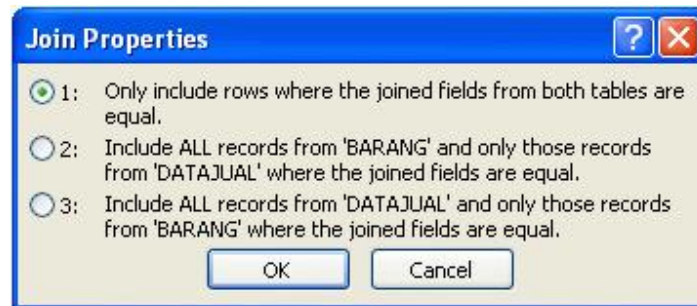 Join Properties
1: Only include rows where the joined fields from both tables are
equal.
2: Include ALL records from 'BARANG' and only those records
from 'DATAJUAL' where the joined fields are equal.
3: Include ALL records from 'DATAJUAL' and only those records
from 'BARANG' where the joined fields are equal.
OK Cancel